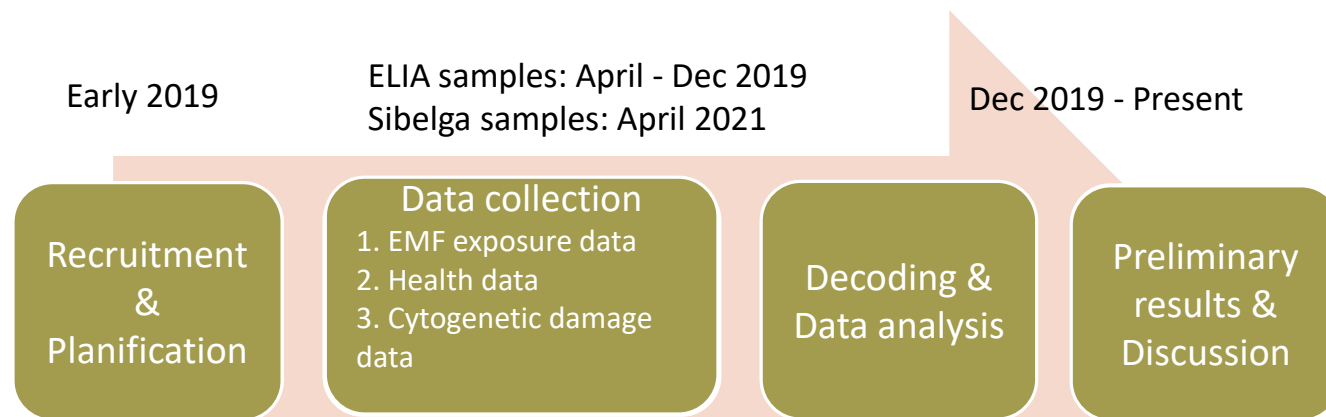 Early 2019
ELIA samples: April - Dec 2019
Sibelga samples: April 2021
Dec 2019 - Present
Recruitment
&
Planification
Data collection
1. EMF exposure data
2. Health data
3. Cytogenetic damage
data
Decoding &
Data analysis
Preliminary
results &
Discussion